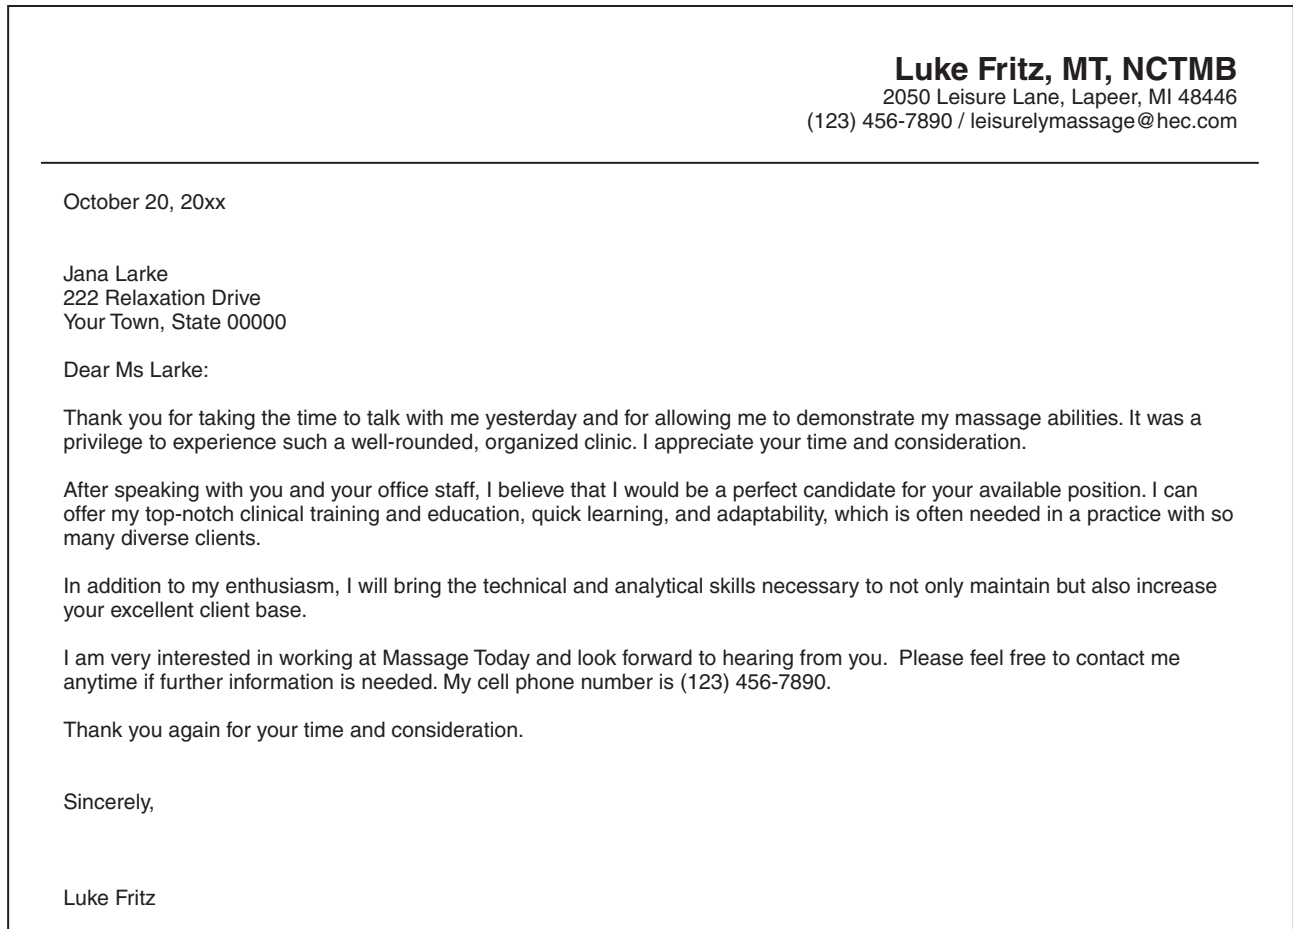 Luke Fritz, MT, NCTMB
2050 Leisure Lane, Lapeer, MI 48446
(123) 456-7890 / leisurelymassage@hec.com
October 20, 20xx
Jana Larke
222 Relaxation Drive
Your Town, State 00000
Dear Ms Larke:
Thank you for taking the time to talk with me yesterday and for allowing me to demonstrate my massage abilities. It was a
privilege to experience such a well-rounded, organized clinic. I appreciate your time and consideration.
After speaking with you and your office staff, I believe that I would be a perfect candidate for your available position. I can
offer my top-notch clinical training and education, quick learning, and adaptability, which is often needed in a practice with so
many diverse clients.
In addition to my enthusiasm, I will bring the technical and analytical skills necessary to not only maintain but also increase
your excellent client base.
I am very interested in working at Massage Today and look forward to hearing from you.  Please feel free to contact me
anytime if further information is needed. My cell phone number is (123) 456-7890.
Thank you again for your time and consideration.
Sincerely,
Luke Fritz